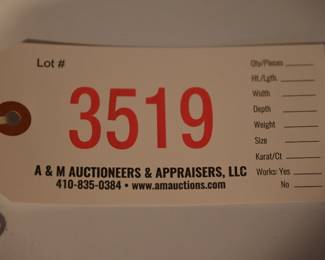 Lot #
3519
A & M AUCTIONEERS & APPRAISERS, LLC
410-835-0384 • www.amauctions.com
Qty/Pieces
Ht./Lgth.
Width
Depth
Weight
Size
Karat/Ct
Works: Yes
No